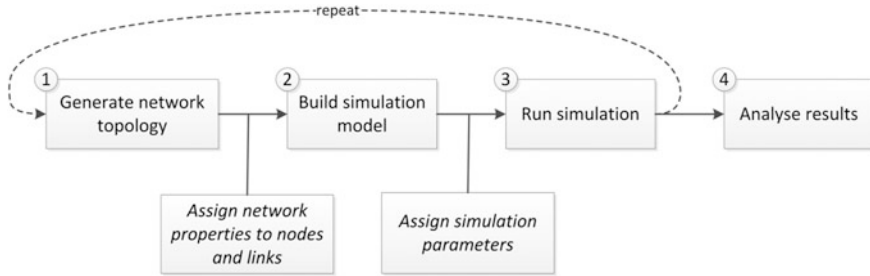 repeat
1
Generate network
topology
2
Build simulation
model
3
Run simulation
4
Analyse results
Assign network
properties to nodes
and links
Assign simulation
parameters